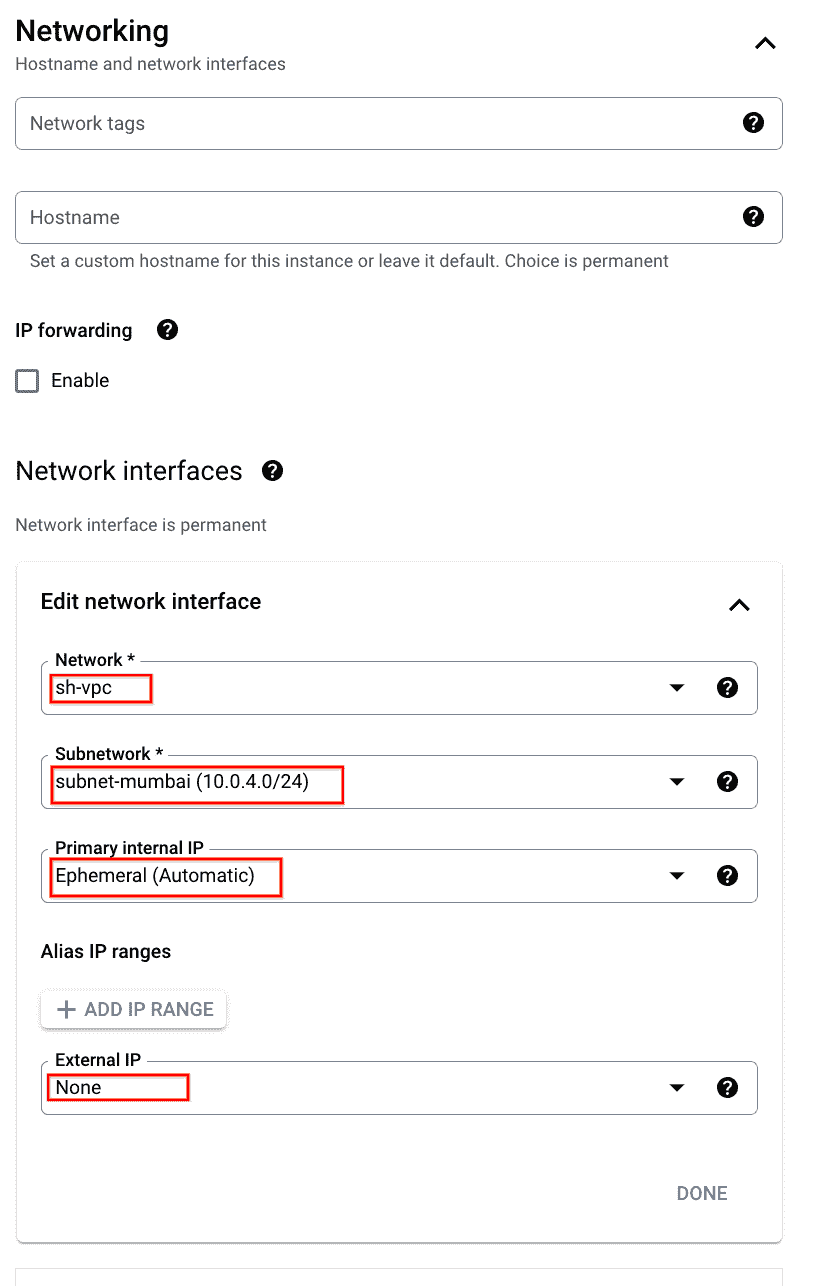 Networking
Hostname and network interfaces
Network tags
Hostname
Set a custom hostname for this instance or leave it default. Choice is permanent
IP forwarding
Enable
Network interfaces
Network interface is permanent
Edit network interface
Network *
sh-vpc
Subnetwork *
subnet-mumbai (10.0.4.0/24)
Primary internal IP
Ephemeral (Automatic)
Alias IP ranges
ADD IP RANGE
External IP
None
DONE